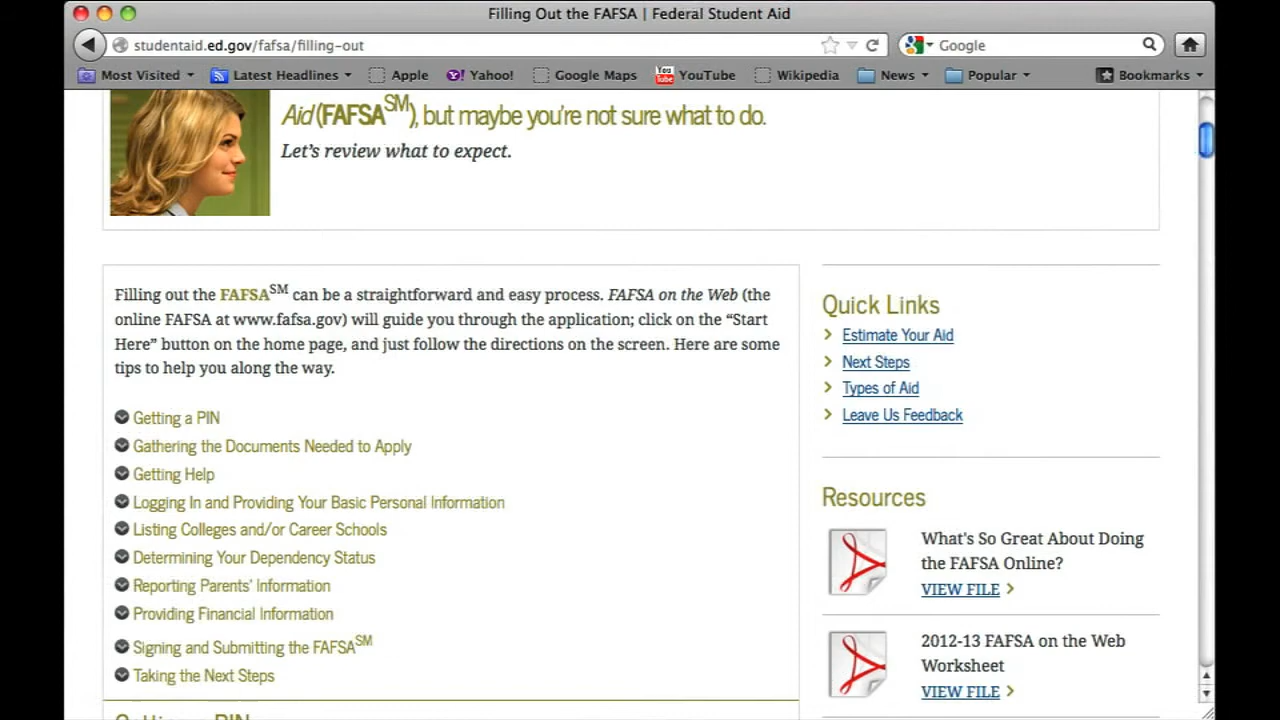 Filling Out the FAFSA | Federal Student Aid
studentaid.ed.gov/fafsa/filling-out
Google
Most Visited
Latest Headlines
Apple
Yahoo!
Google Maps
You Tube
YouTube
Wikipedia
News
Popular
Bookmarks
Aid (FAFSASM), but maybe you're not sure what to do.
Let's review what to expect.
Filling out the FAFSASM can be a straightforward and easy process. FAFSA on the Web (the
online FAFSA at www.fafsa.gov) will guide you through the application; click on the “Start
Here” button on the home page, and just follow the directions on the screen. Here are some
tips to help you along the way.
Getting a PIN
Gathering the Documents Needed to Apply
Getting Help
Logging In and Providing Your Basic Personal Information
Listing Colleges and/or Career Schools
Determining Your Dependency Status
Reporting Parents' Information
Providing Financial Information
Signing and Submitting the FAFSASM
Taking the Next Steps
Getting a PIN
Quick Links
Estimate Your Aid
Next Steps
Types of Aid
Leave Us Feedback
Resources
What's So Great About Doing
the FAFSA Online?
VIEW FILE
2012-13 FAFSA on the Web
Worksheet
VIEW FILE